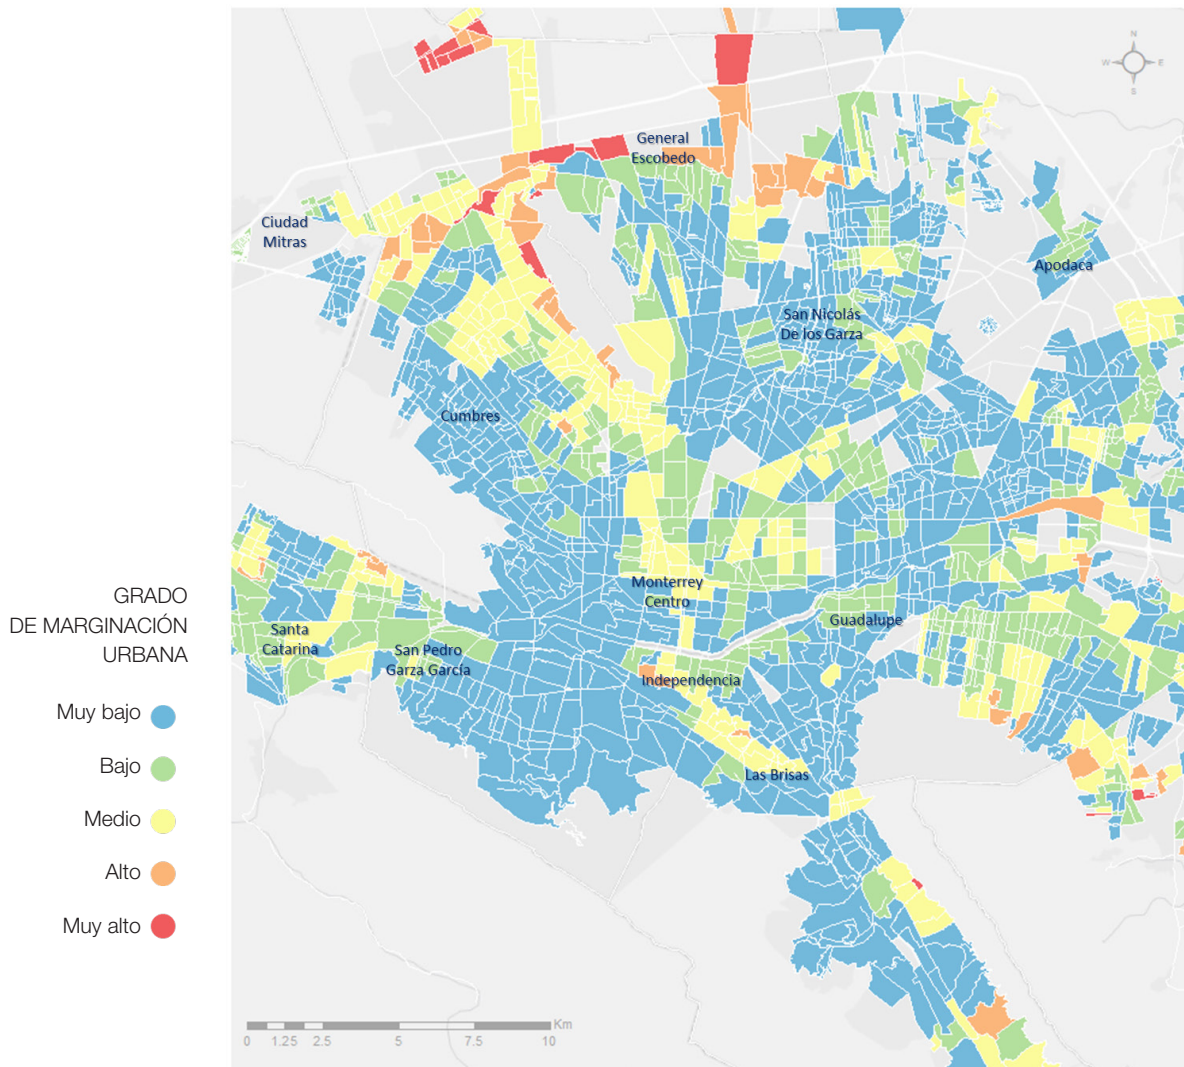 N
W
E
S
General
Escobedo
Ciudad
Mitras
Apodaca
San Nicolás
De los Garza
Cumbres
GRADO
DE MARGINACIÓN
URBANA
Monterrey
Centro
Guadalupe
Santa
Catarina
San Pedro
Garza García
Independencia
Muy bajo
Bajo
Las Brisas
Medio
Alto
Muy alto
Km
0 1.25 2.5 5 7.5 10